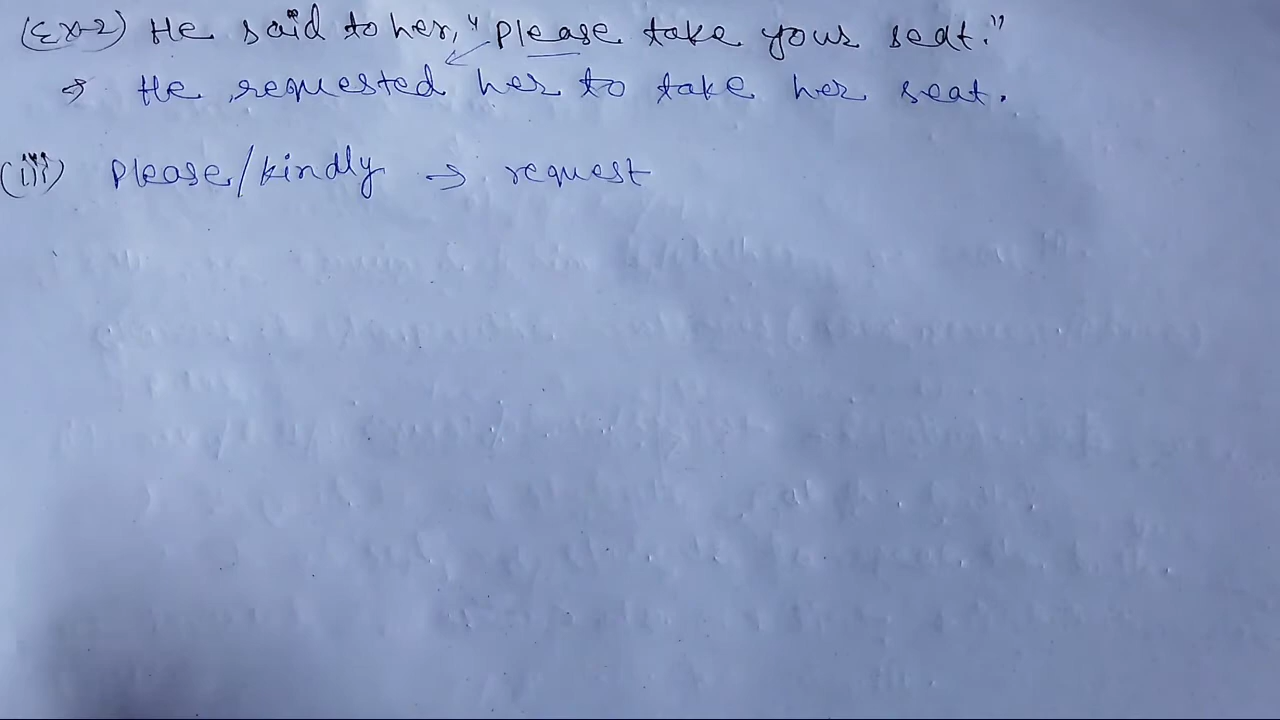 (Ex-2) He said to her, "Please take your seat."
⇒ He requested her to take her seat.
(iii) Please/kindly → request